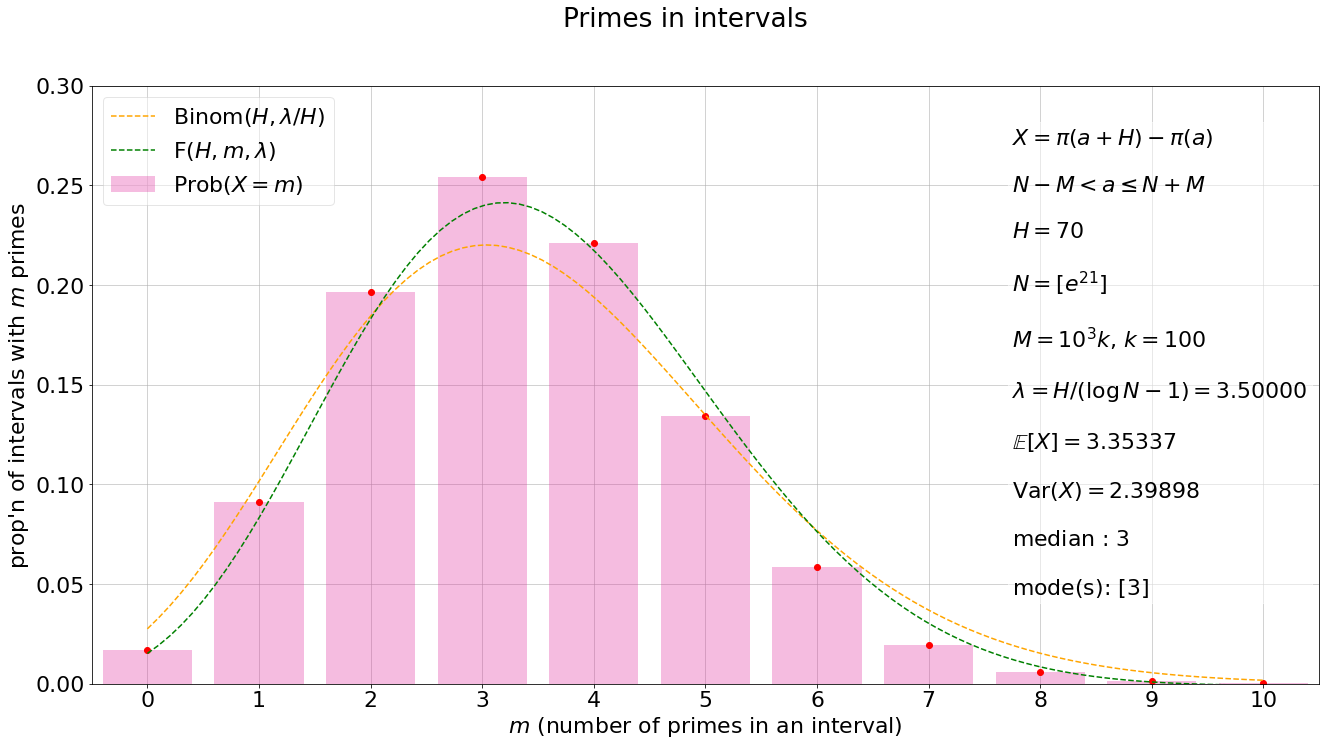 Primes in intervals
0.30
0.25
0.20
0.15
0.10
0.05
0.00
prop'n of intervals with m primes
Binom(H, λ/H)
F(H, m, λ)
Prob(X = m)
X = π(a + H) − π(a)
N − M < a ≤ N + M
H = 70
N = [e^{21}]
M = 10^3k, k = 100
λ = H/(log N − 1) = 3.50000
𝔼[X] = 3.35337
Var(X) = 2.39898
median : 3
mode(s): [3]
0 1 2 3 4 5 6 7 8 9 10
m (number of primes in an interval)